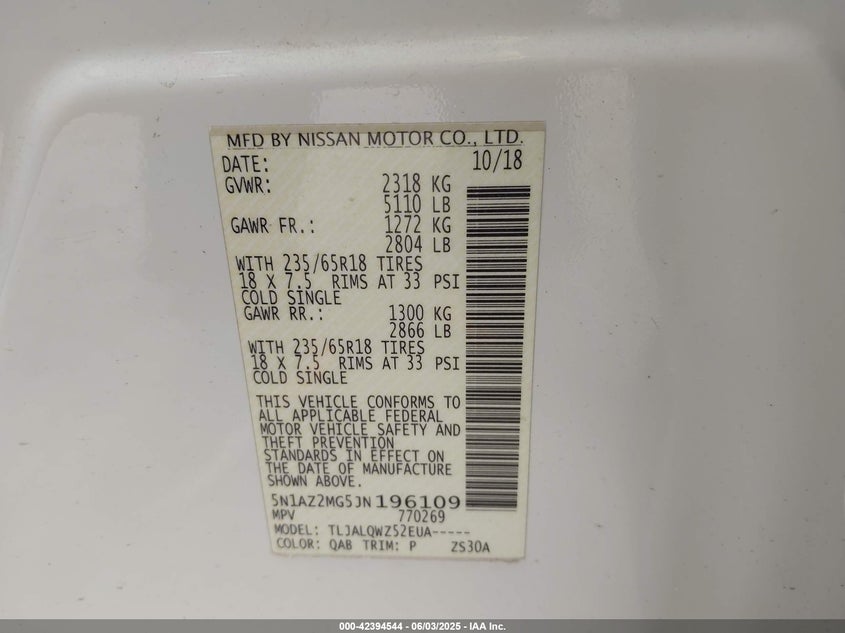 MFD BY NISSAN MOTOR CO., LTD.
DATE: 10/18
GVWR: 2318 KG
5110 LB
GAWR FR.: 1272 KG
2804 LB
WITH 235/65R18 TIRES
18 X 7.5 RIMS AT 33 PSI
COLD SINGLE
GAWR RR.: 1300 KG
2866 LB
WITH 235/65R18 TIRES
18 X 7.5 RIMS AT 33 PSI
COLD SINGLE
THIS VEHICLE CONFORMS TO
ALL APPLICABLE FEDERAL
MOTOR VEHICLE SAFETY AND
THEFT PREVENTION
STANDARDS IN EFFECT ON
THE DATE OF MANUFACTURE
SHOWN ABOVE.
5N1AZ2MG5JN196109
MPV 770269
MODEL: TLJALQWZ52EUA-----
COLOR: QAB TRIM: P ZS30A
000-42394544 - 06/03/2025 - IAA Inc.